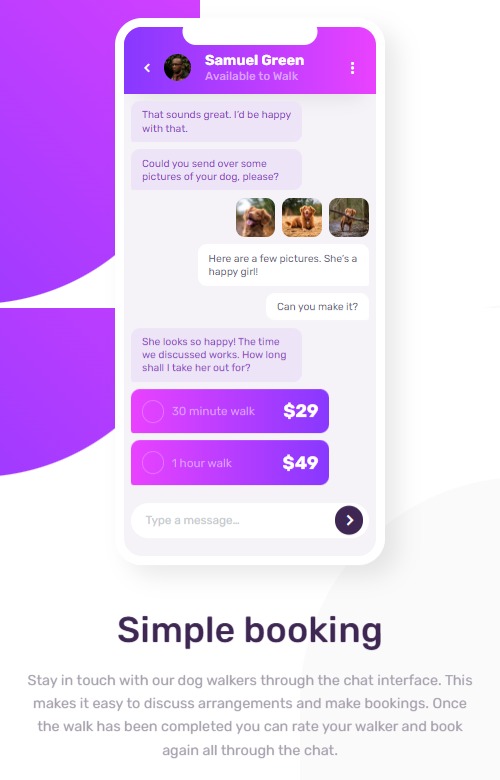 Samuel Green
Available to Walk
That sounds great. I'd be happy
with that.
Could you send over some
pictures of your dog, please?
Here are a few pictures. She's a
happy girl!
Can you make it?
She looks so happy! The time
we discussed works. How long
shall I take her out for?
30 minute walk $29
1 hour walk $49
Type a message...
Simple booking
Stay in touch with our dog walkers through the chat interface. This
makes it easy to discuss arrangements and make bookings. Once
the walk has been completed you can rate your walker and book
again all through the chat.